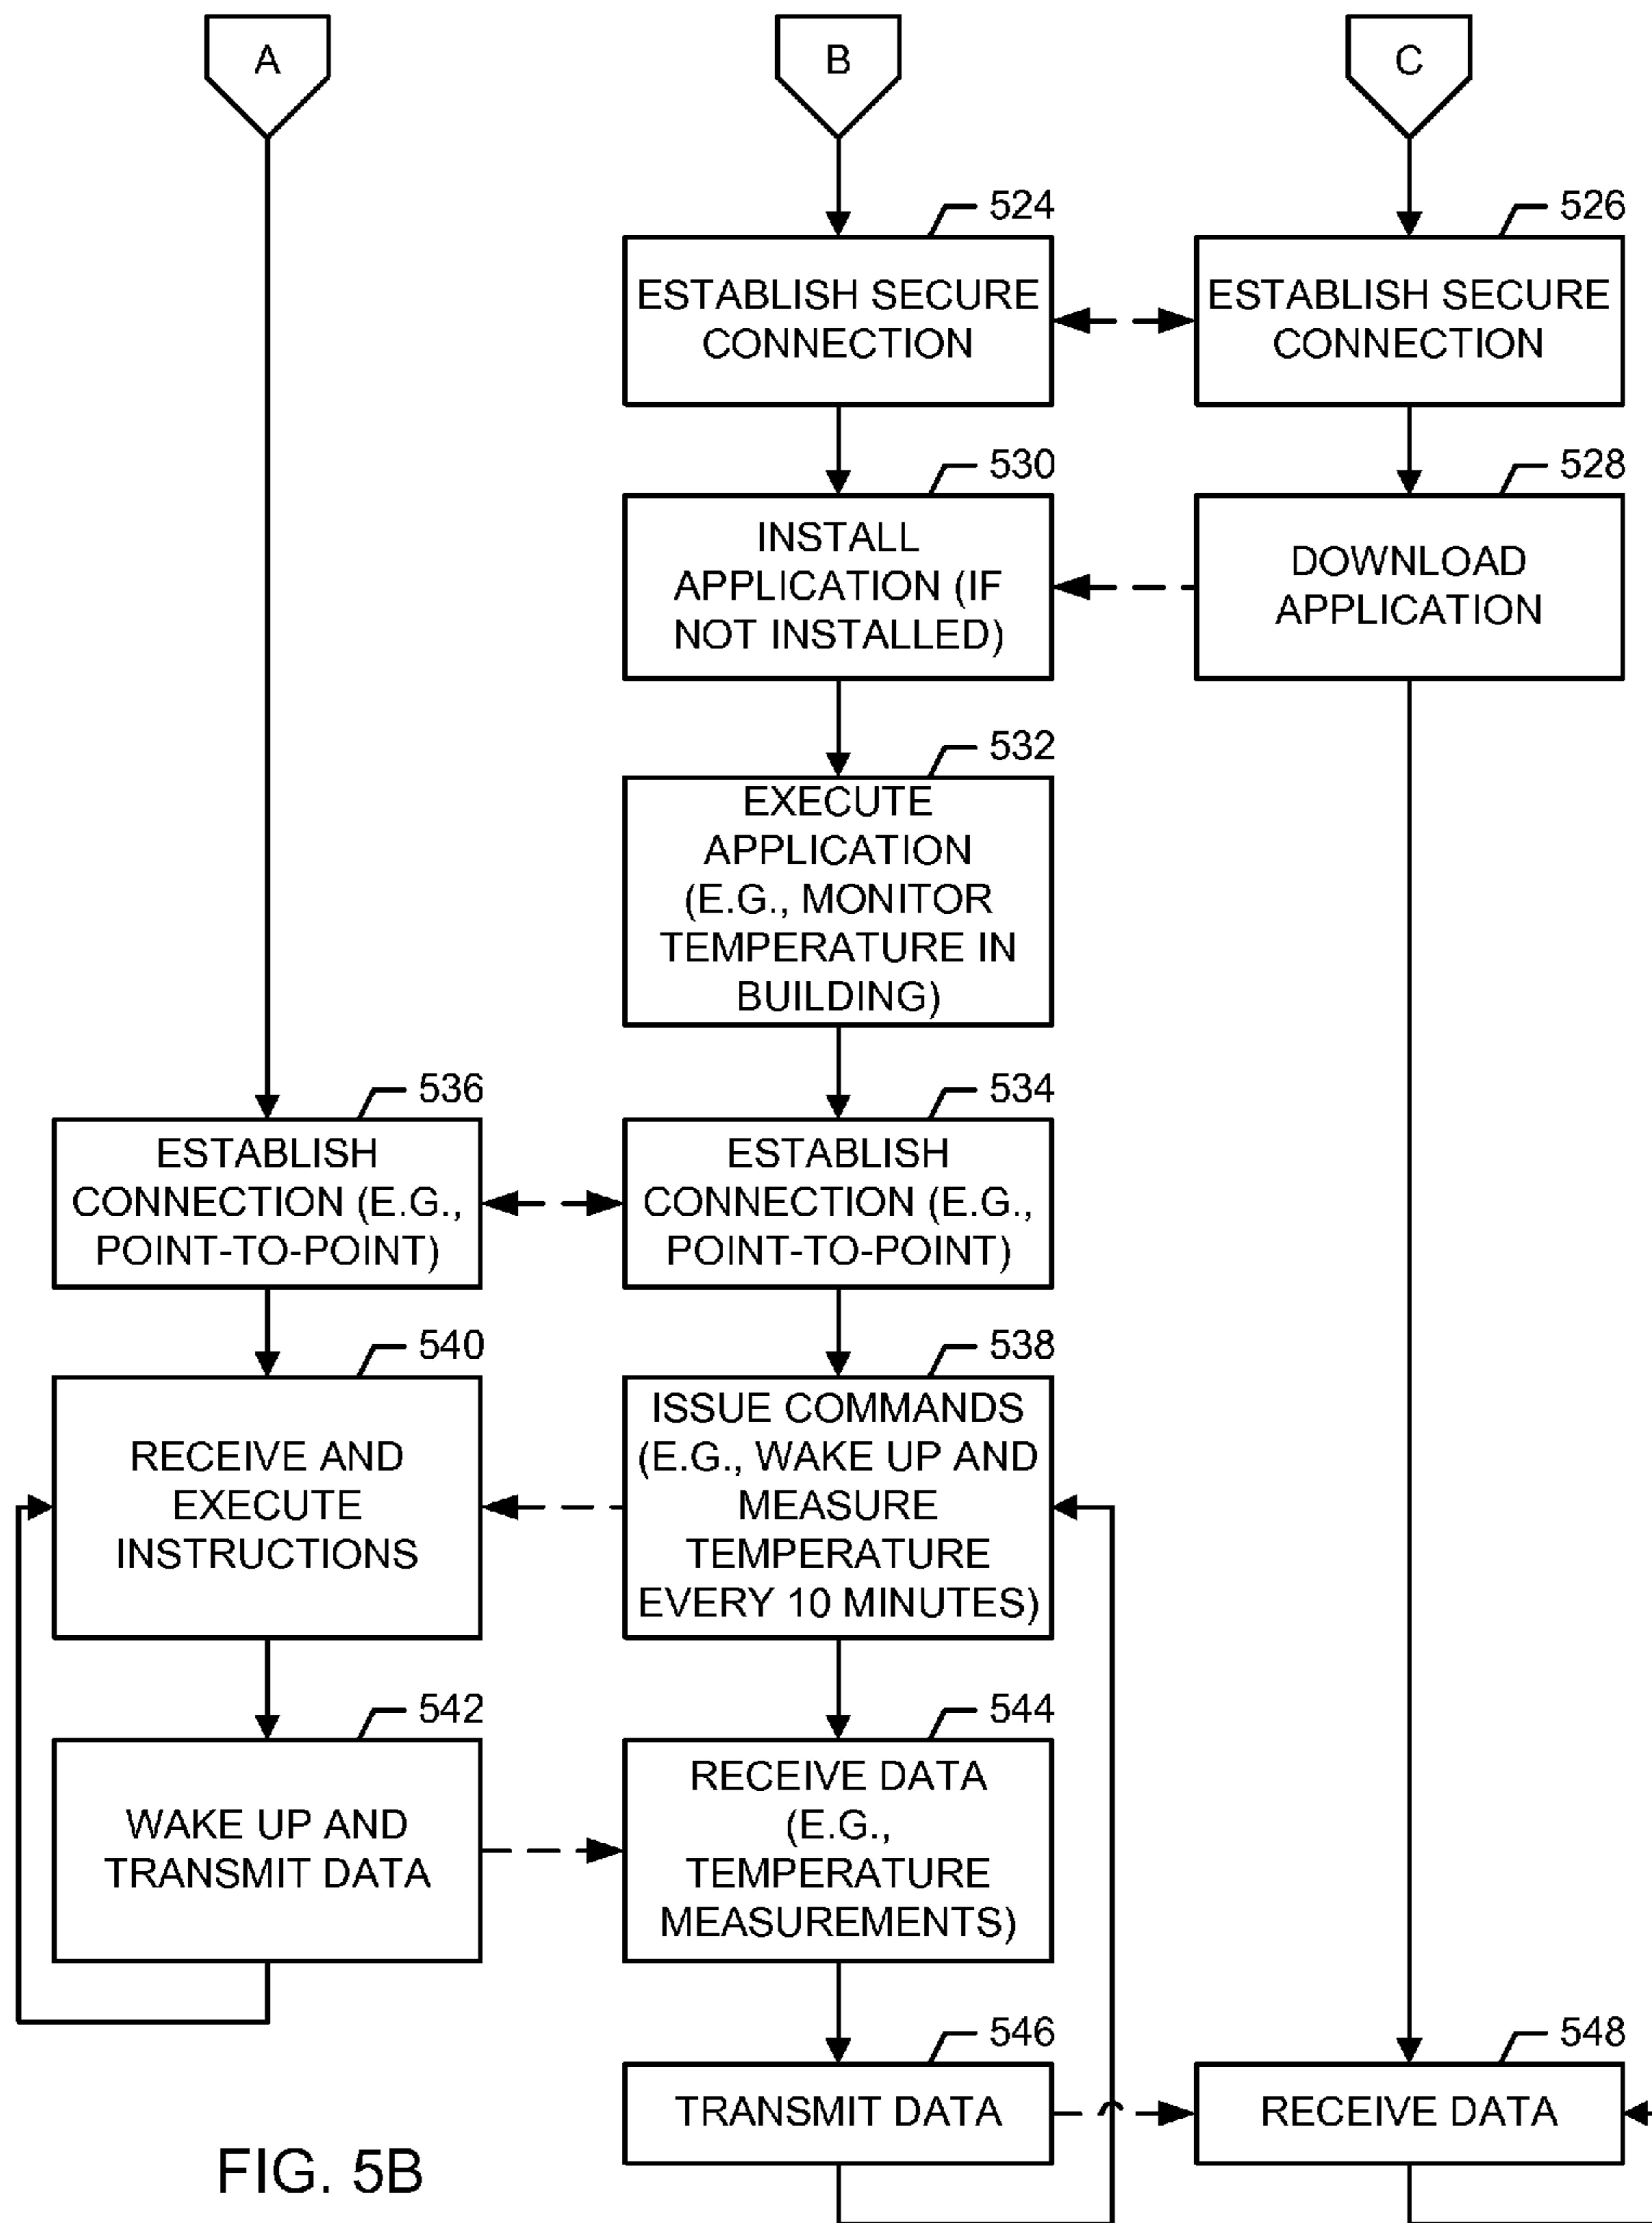 A
B
C
524
ESTABLISH SECURE
CONNECTION
526
ESTABLISH SECURE
CONNECTION
530
INSTALL
APPLICATION (IF
NOT INSTALLED)
528
DOWNLOAD
APPLICATION
532
EXECUTE
APPLICATION
(E.G., MONITOR
TEMPERATURE IN
BUILDING)
536
ESTABLISH
CONNECTION (E.G.,
POINT-TO-POINT)
534
ESTABLISH
CONNECTION (E.G.,
POINT-TO-POINT)
540
RECEIVE AND
EXECUTE
INSTRUCTIONS
538
ISSUE COMMANDS
(E.G., WAKE UP AND
MEASURE
TEMPERATURE
EVERY 10 MINUTES)
542
WAKE UP AND
TRANSMIT DATA
544
RECEIVE DATA
(E.G.,
TEMPERATURE
MEASUREMENTS)
546
TRANSMIT DATA
548
RECEIVE DATA
FIG. 5B